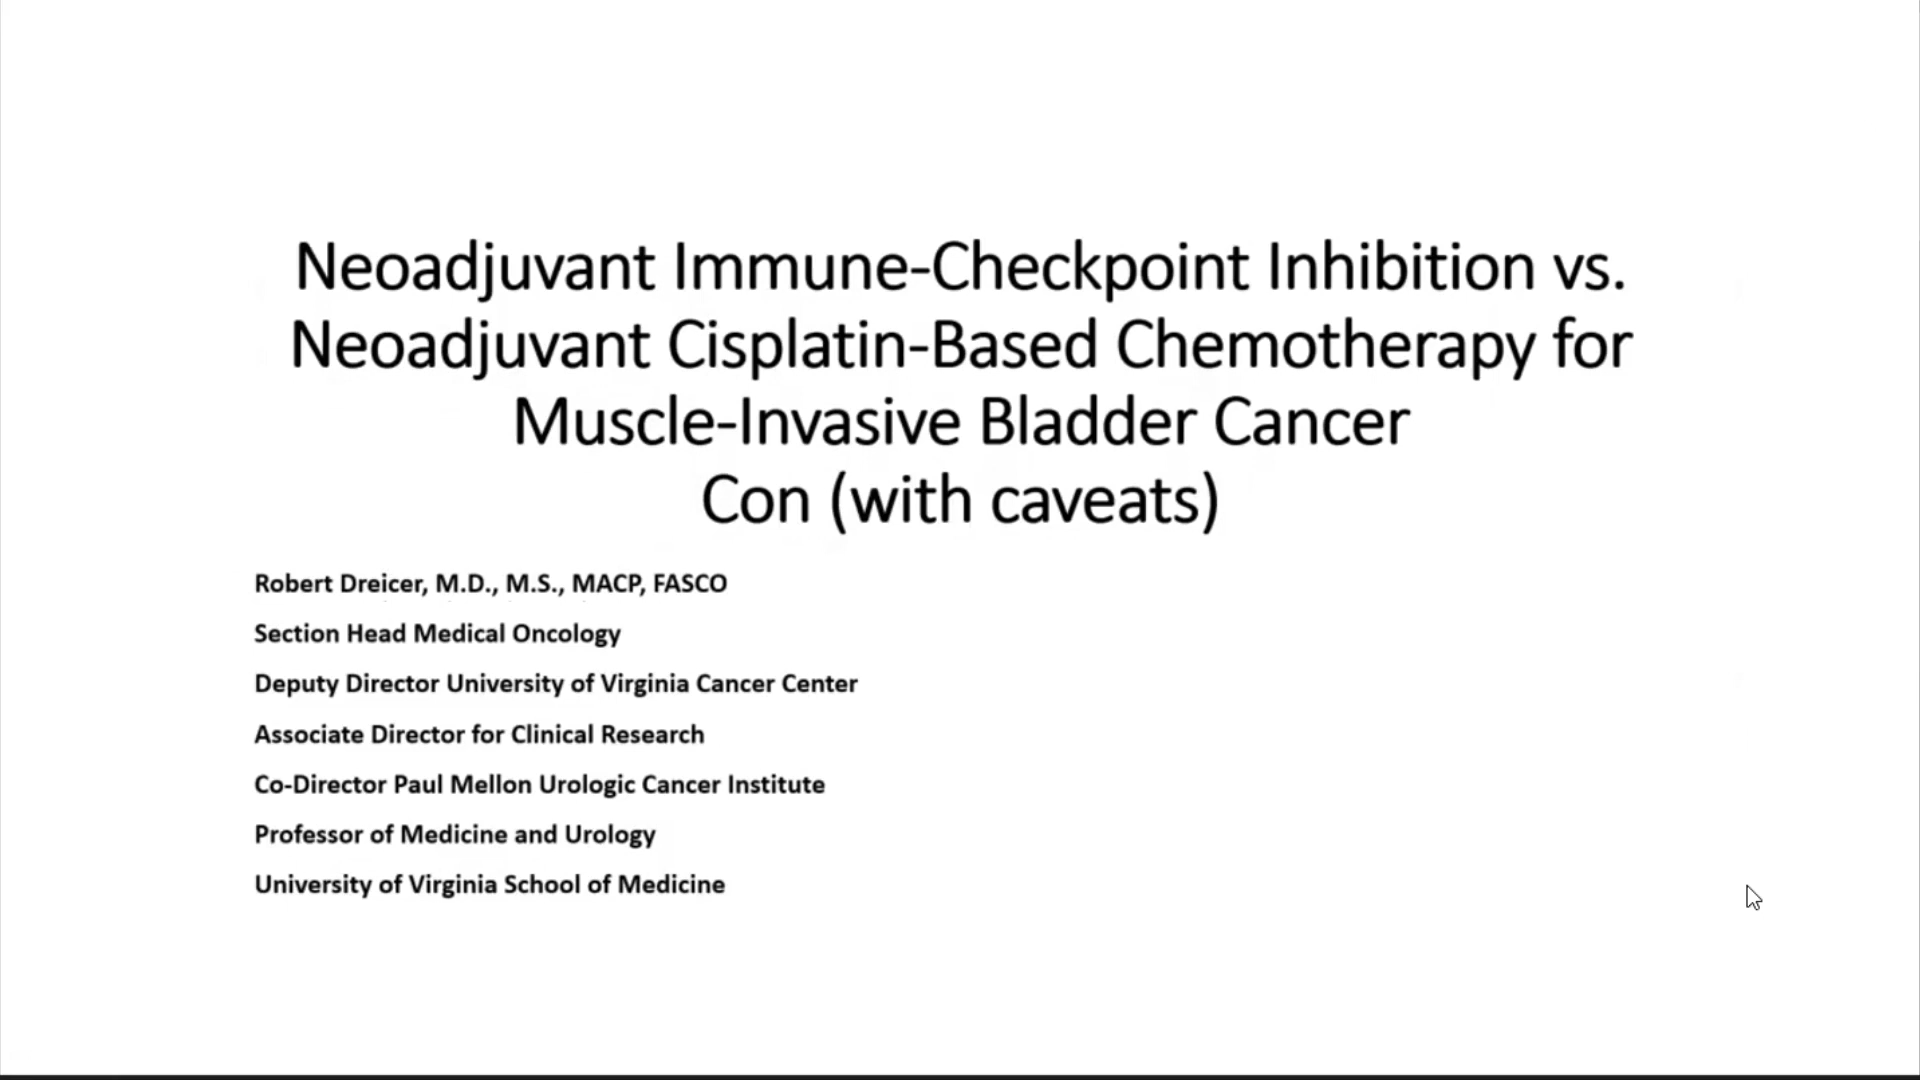 Neoadjuvant Immune-Checkpoint Inhibition vs.
Neoadjuvant Cisplatin-Based Chemotherapy for
Muscle-Invasive Bladder Cancer
Con (with caveats)
Robert Dreicer, M.D., M.S., MACP, FASCO
Section Head Medical Oncology
Deputy Director University of Virginia Cancer Center
Associate Director for Clinical Research
Co-Director Paul Mellon Urologic Cancer Institute
Professor of Medicine and Urology
University of Virginia School of Medicine